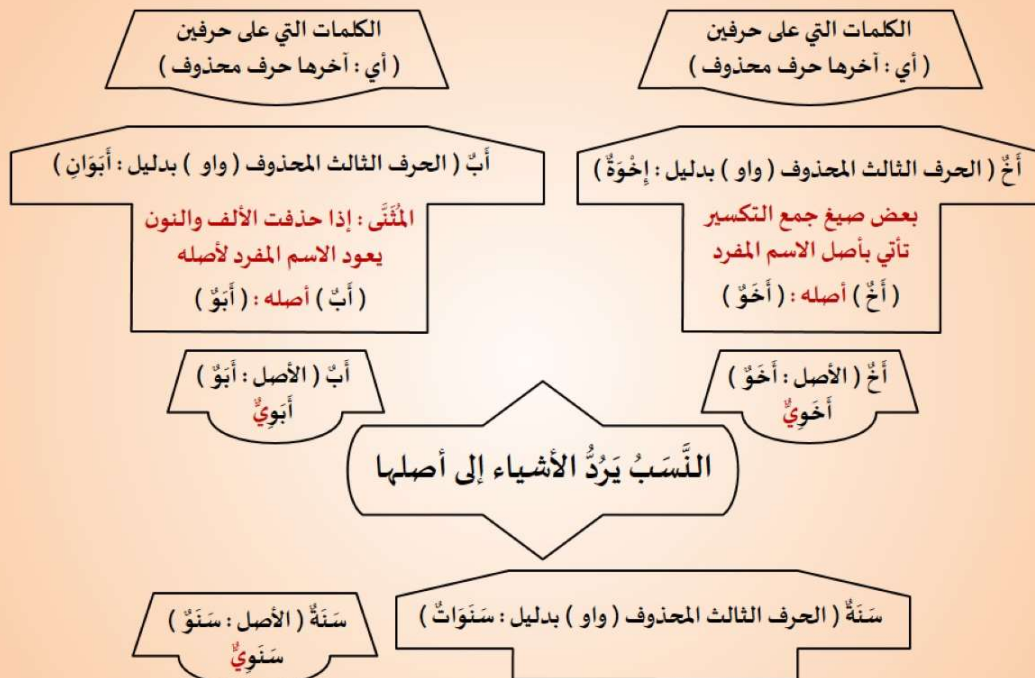 الكلمات التي على حرفين
( أي : آخرها حرف محذوف )
أَخٌ ( الحرف الثالث المحذوف ( واو ) بدليل : إِخْوَةٌ )
بعض صيغ جمع التكسير
تأتي بأصل الاسم المفرد
( أَخٌ ) أصله : ( أَخَوٌ )
أَخٌ ( الأصل : أَخَوٌ )
أَخَوِيٌّ
الكلمات التي على حرفين
( أي : آخرها حرف محذوف )
أَبٌ ( الحرف الثالث المحذوف ( واو ) بدليل : أَبَوَانِ )
المُثَنَّى : إذا حذفت الألف والنون
يعود الاسم المفرد لأصله
( أَبٌ ) أصله : ( أَبَوٌ )
أَبٌ ( الأصل : أَبَوٌ )
أَبَوِيٌّ
النَّسَبُ يَرُدُّ الأشياء إلى أصلها
سَنَةٌ ( الحرف الثالث المحذوف ( واو ) بدليل : سَنَوَاتٌ )
سَنَةٌ ( الأصل : سَنَوٌ )
سَنَوِيٌّ